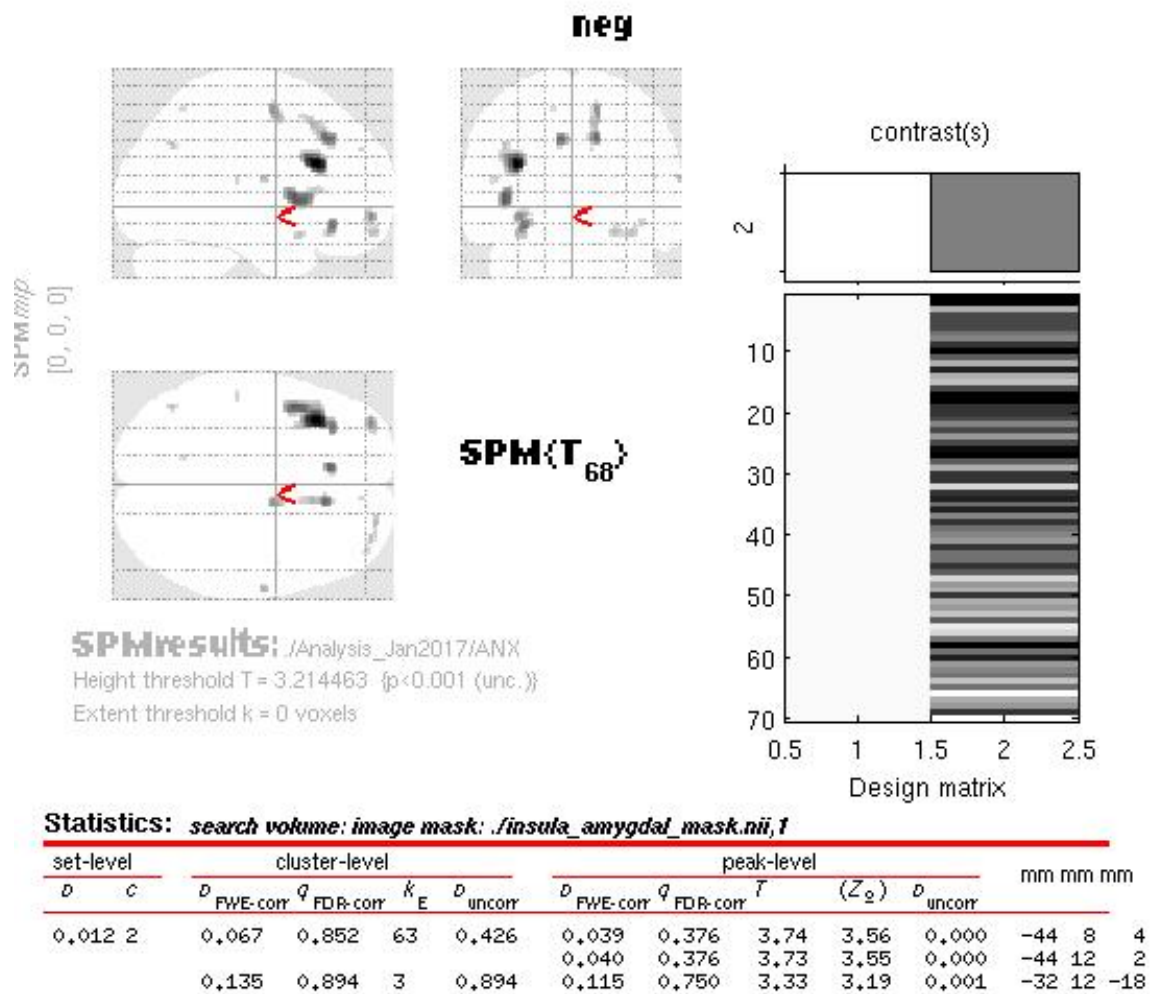 neg
contrast(s)
2
SPMmip
[0, 0, 0]
SPM{T68}
10
20
30
40
50
60
70
0.5 1 1.5 2 2.5
Design matrix
SPMresults: ./Analysis_Jan2017/ANX
Height threshold T = 3.214463 {p<0.001 (unc.)}
Extent threshold k = 0 voxels
Statistics: search volume: image mask: ./insula_amygdal_mask.nii,1
set-level cluster-level peak-level mm mm mm
p c pFWE-corr qFDR-corr kE puncorr pFWE-corr qFDR-corr T (Z≡) puncorr
0.012 2 0.067 0.852 63 0.426 0.039 0.376 3.74 3.56 0.000 -44 8 4
0.040 0.376 3.73 3.55 0.000 -44 12 2
0.135 0.894 3 0.894 0.115 0.750 3.33 3.19 0.001 -32 12 -18